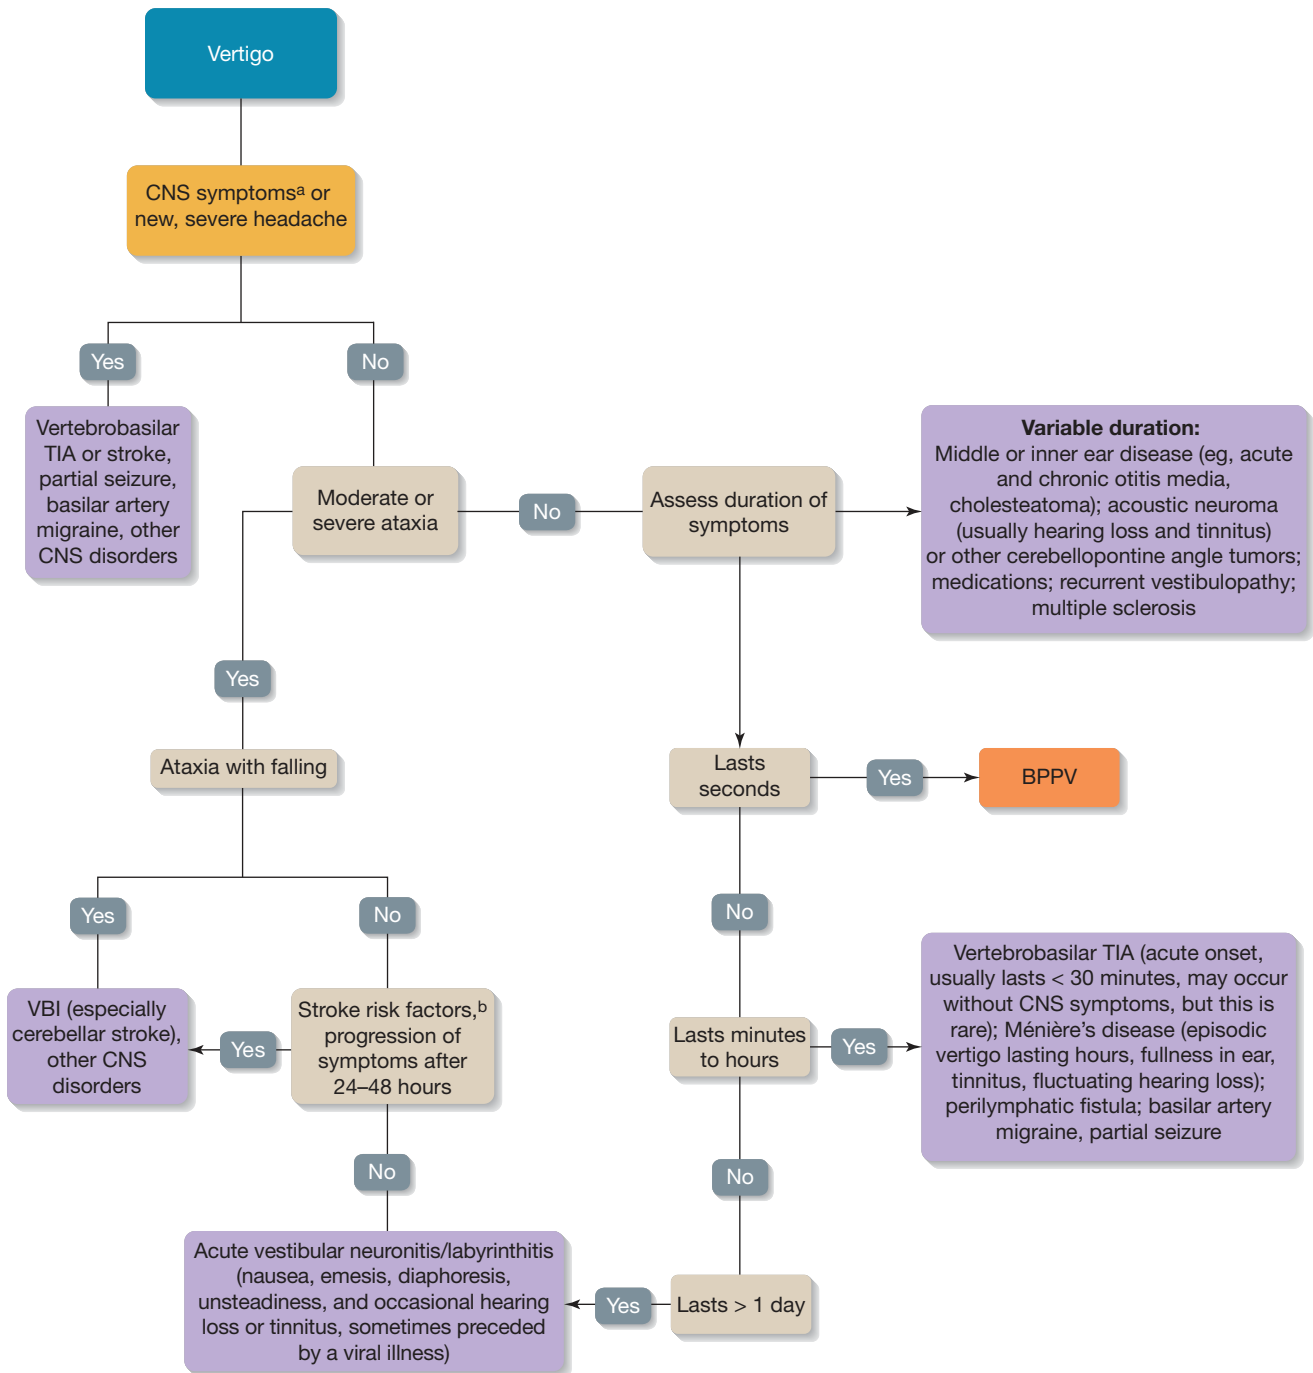 Vertigo
CNS symptomsᵃ or
new, severe headache
Yes
No
Vertebrobasilar
TIA or stroke,
partial seizure,
basilar artery
migraine, other
CNS disorders
Moderate or
severe ataxia
No
Assess duration of
symptoms
Variable duration:
Middle or inner ear disease (eg, acute
and chronic otitis media,
cholesteatoma); acoustic neuroma
(usually hearing loss and tinnitus)
or other cerebellopontine angle tumors;
medications; recurrent vestibulopathy;
multiple sclerosis
Yes
Ataxia with falling
Lasts
seconds
Yes
BPPV
Yes
No
No
VBI (especially
cerebellar stroke),
other CNS
disorders
Yes
Stroke risk factors,ᵇ
progression of
symptoms after
24–48 hours
Lasts minutes
to hours
Yes
Vertebrobasilar TIA (acute onset,
usually lasts < 30 minutes, may occur
without CNS symptoms, but this is
rare); Ménière’s disease (episodic
vertigo lasting hours, fullness in ear,
tinnitus, fluctuating hearing loss);
perilymphatic fistula; basilar artery
migraine, partial seizure
No
No
Acute vestibular neuronitis/labyrinthitis
(nausea, emesis, diaphoresis,
unsteadiness, and occasional hearing
loss or tinnitus, sometimes preceded
by a viral illness)
Yes
Lasts > 1 day